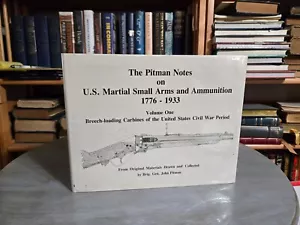 The Pitman Notes
on
U.S. Martial Small Arms and Ammunition
1776 - 1933
Volume One
Breech-loading Carbines of the United States Civil War Period
From Original Materials Drawn and Collected
by Brig. Gen. John Pitman